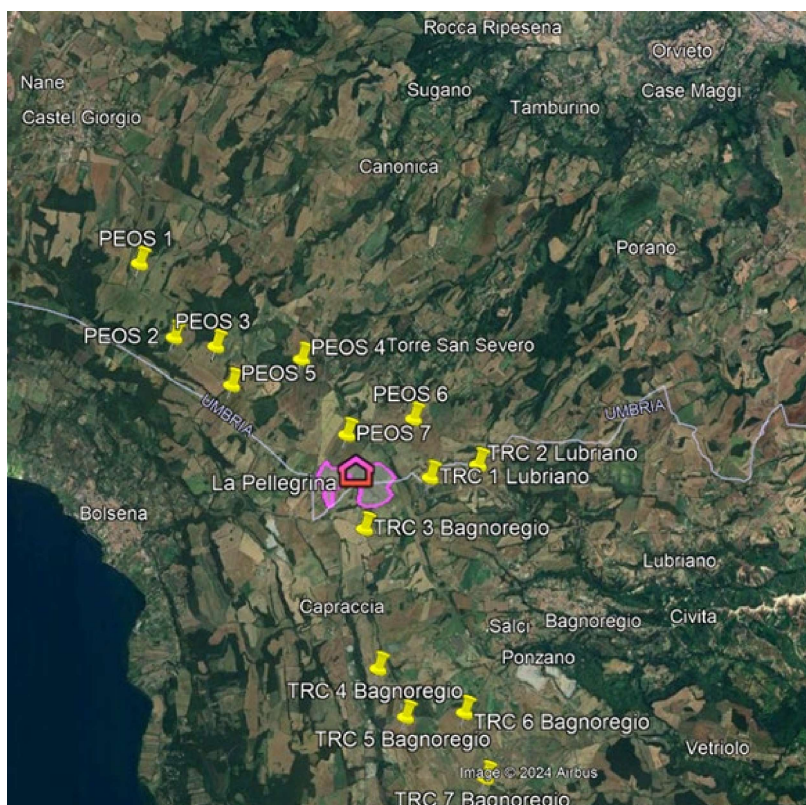 Rocca Ripesena
Orvieto
Nane
Sugano
Case Maggi
Castel Giorgio
Tamburino
Canonica
PEOS 1
Porano
PEOS 2
PEOS 3
PEOS 4
Torre San Severo
PEOS 5
PEOS 6
UMBRIA
UMBRIA
PEOS 7
TRC 2 Lubriano
La Pellegrina
TRC 1 Lubriano
Bolsena
TRC 3 Bagnoregio
Lubriano
Capraccia
Salci
Bagnoregio
Civita
Ponzano
TRC 4 Bagnoregio
TRC 6 Bagnoregio
TRC 5 Bagnoregio
Vetriolo
Image © 2024 Airbus
TRC 7 Bagnoregio